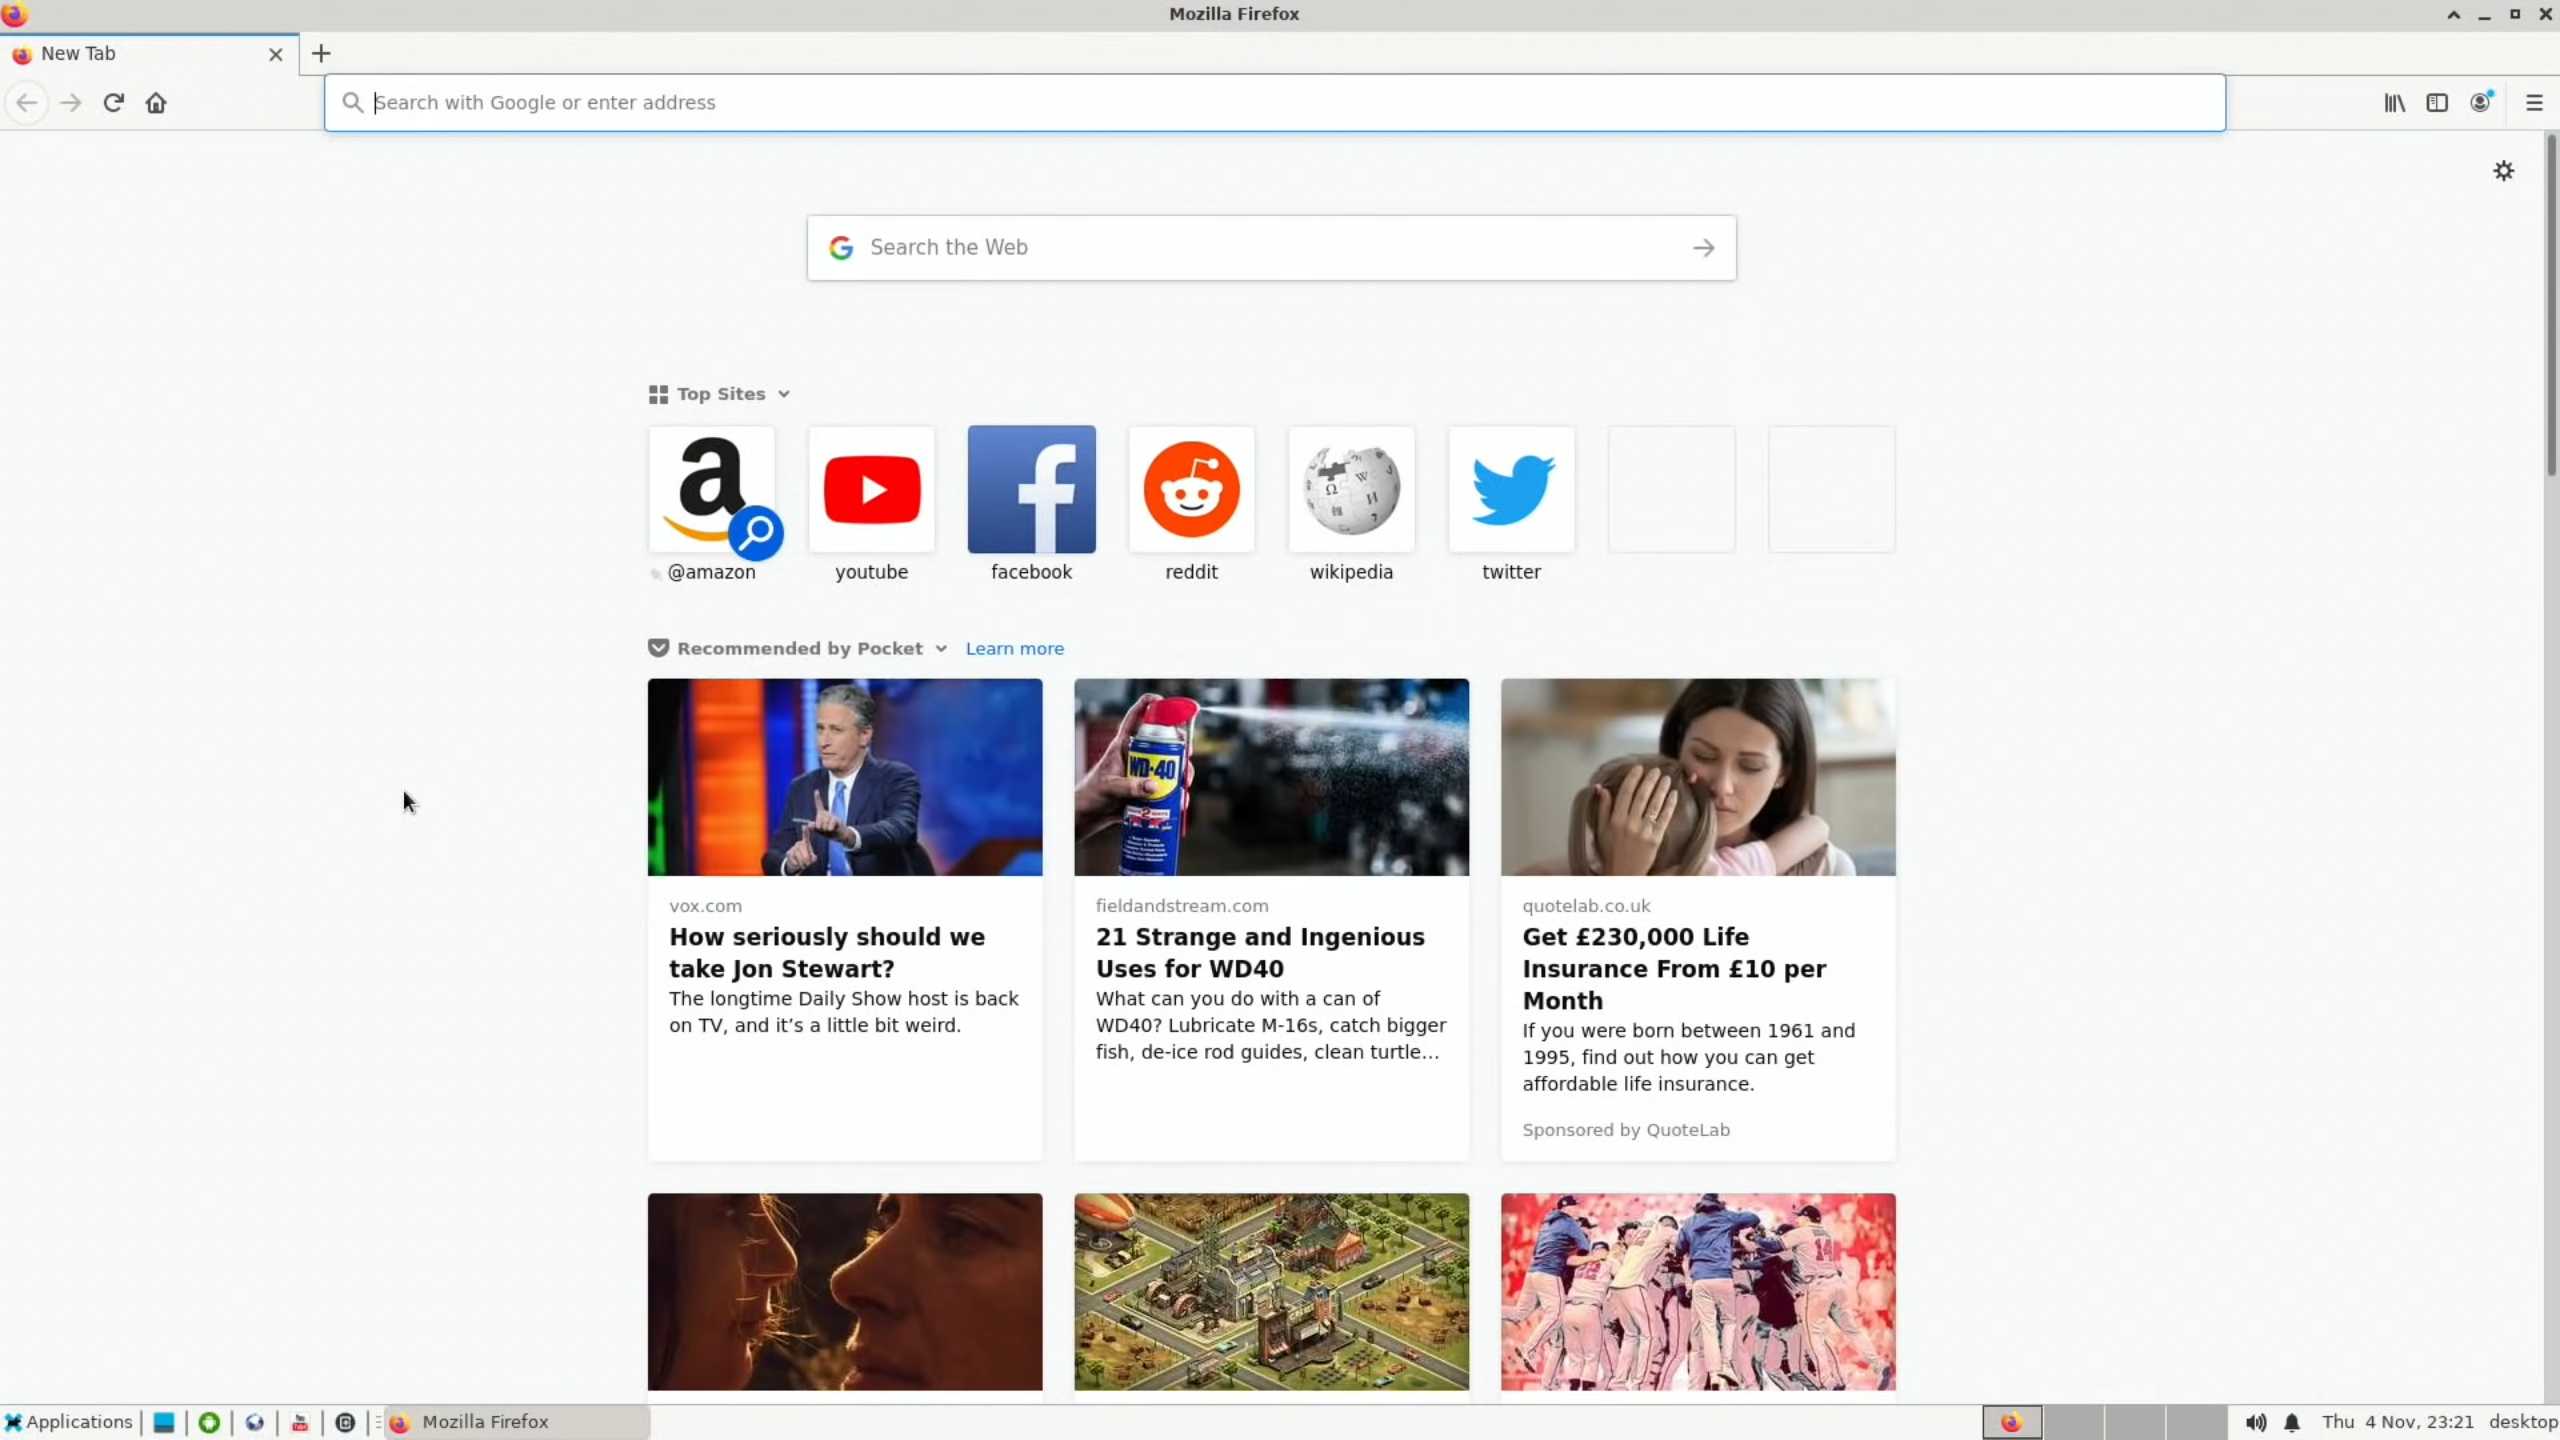 Mozilla Firefox
New Tab
Search with Google or enter address
Search the Web
Top Sites
@amazon
youtube
facebook
reddit
wikipedia
twitter
Recommended by Pocket
Learn more
WD-40
vox.com
How seriously should we
take Jon Stewart?
The longtime Daily Show host is back
on TV, and it’s a little bit weird.
fieldandstream.com
21 Strange and Ingenious
Uses for WD40
What can you do with a can of
WD40? Lubricate M-16s, catch bigger
fish, de-ice rod guides, clean turtle…
quotelab.co.uk
Get £230,000 Life
Insurance From £10 per
Month
If you were born between 1961 and
1995, find out how you can get
affordable life insurance.
Sponsored by QuoteLab
Applications
Mozilla Firefox
Thu 4 Nov, 23:21
desktop